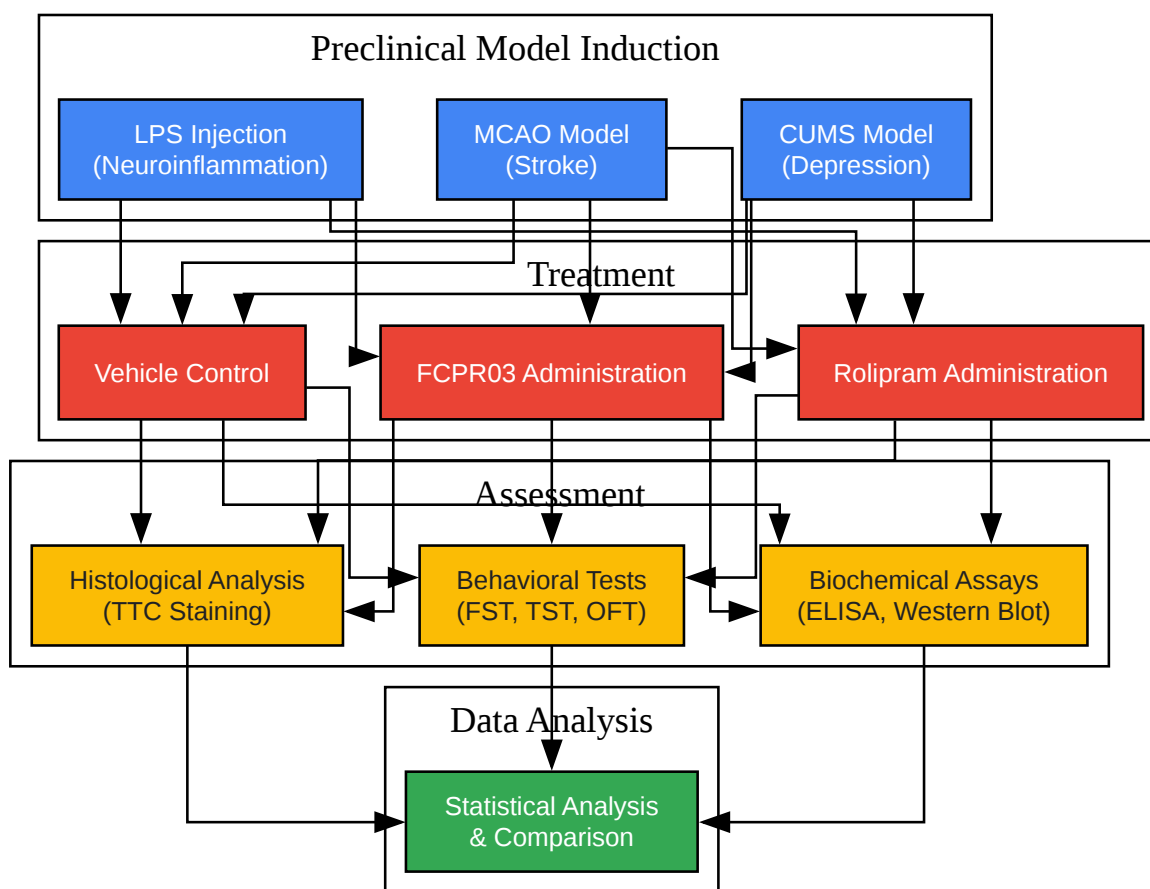 Preclinical Model Induction
LPS Injection
(Neuroinflammation)
MCAO Model
(Stroke)
CUMS Model
(Depression)
Treatment
Vehicle Control
FCPR03 Administration
Rolipram Administration
Assessment
Histological Analysis
(TTC Staining)
Behavioral Tests
(FST, TST, OFT)
Biochemical Assays
(ELISA, Western Blot)
Data Analysis
Statistical Analysis
& Comparison